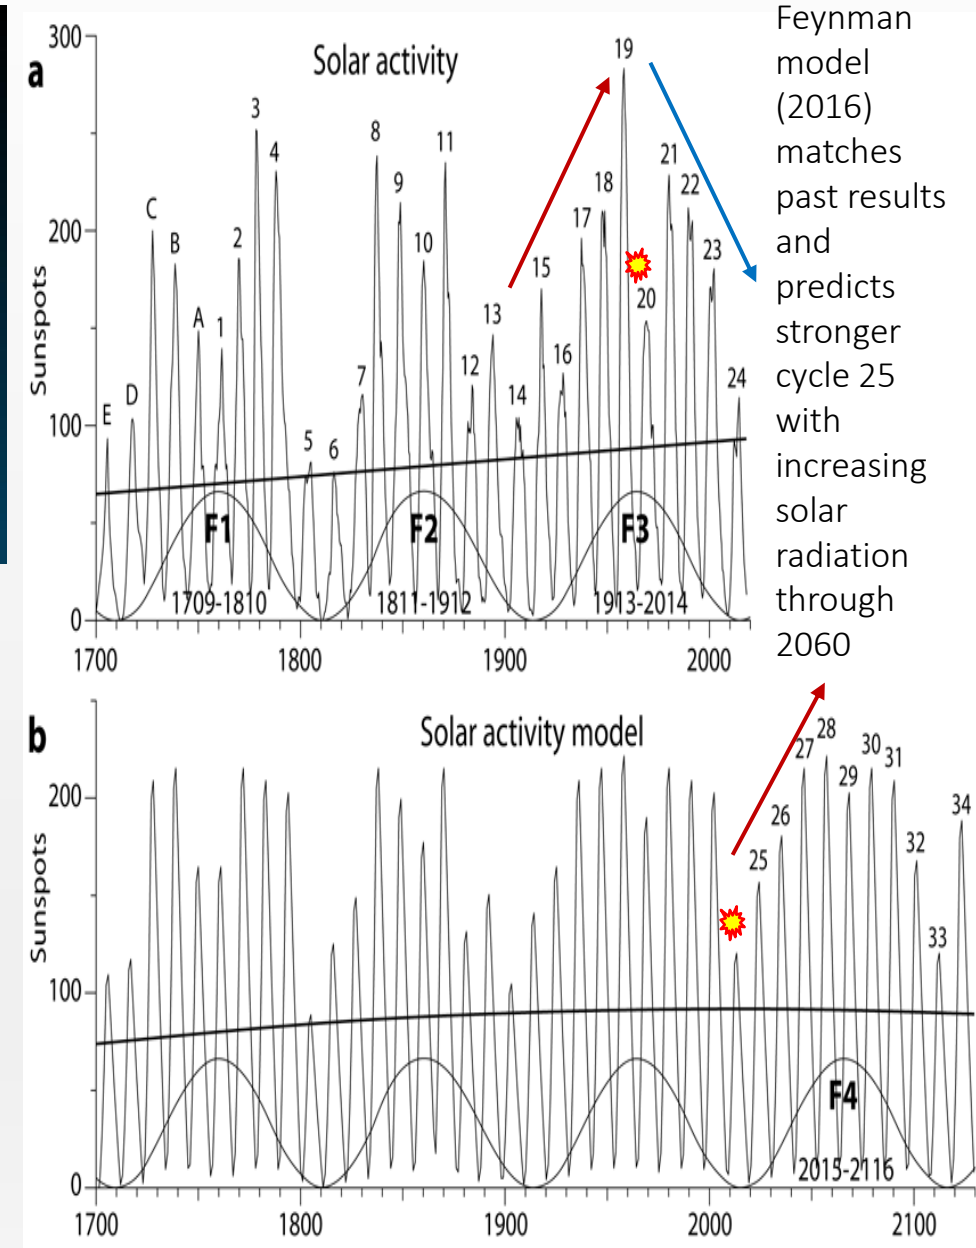 Feynman
model
(2016)
matches
past results
and
predicts
stronger
cycle 25
with
increasing
solar
radiation
through
2060
a
Solar activity
300
200
100
0
Sunspots
E
D
C
B
A
1
2
3
4
5
6
7
8
9
10
11
12
13
14
15
16
17
18
19
20
21
22
23
24
F1
F2
F3
1709-1810
1811-1912
1913-2014
1700
1800
1900
2000
b
Solar activity model
200
100
0
Sunspots
25
26
27
28
29
30
31
32
33
34
F4
2015-2116
1700
1800
1900
2000
2100